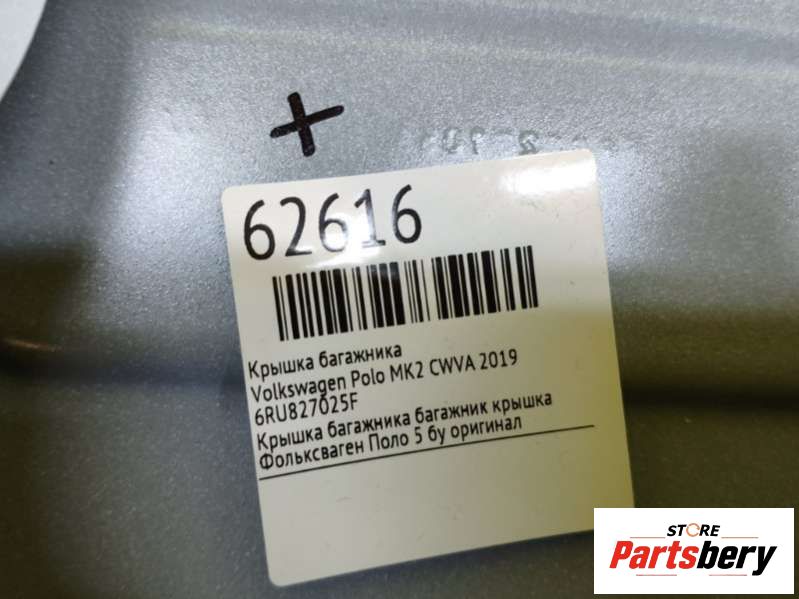 62616
Крышка багажника
Volkswagen Polo MK2 CWVA 2019
6RU827025F
Крышка багажника багажник крышка
Фольксваген Поло 5 бу оригинал
STORE
Partsbery